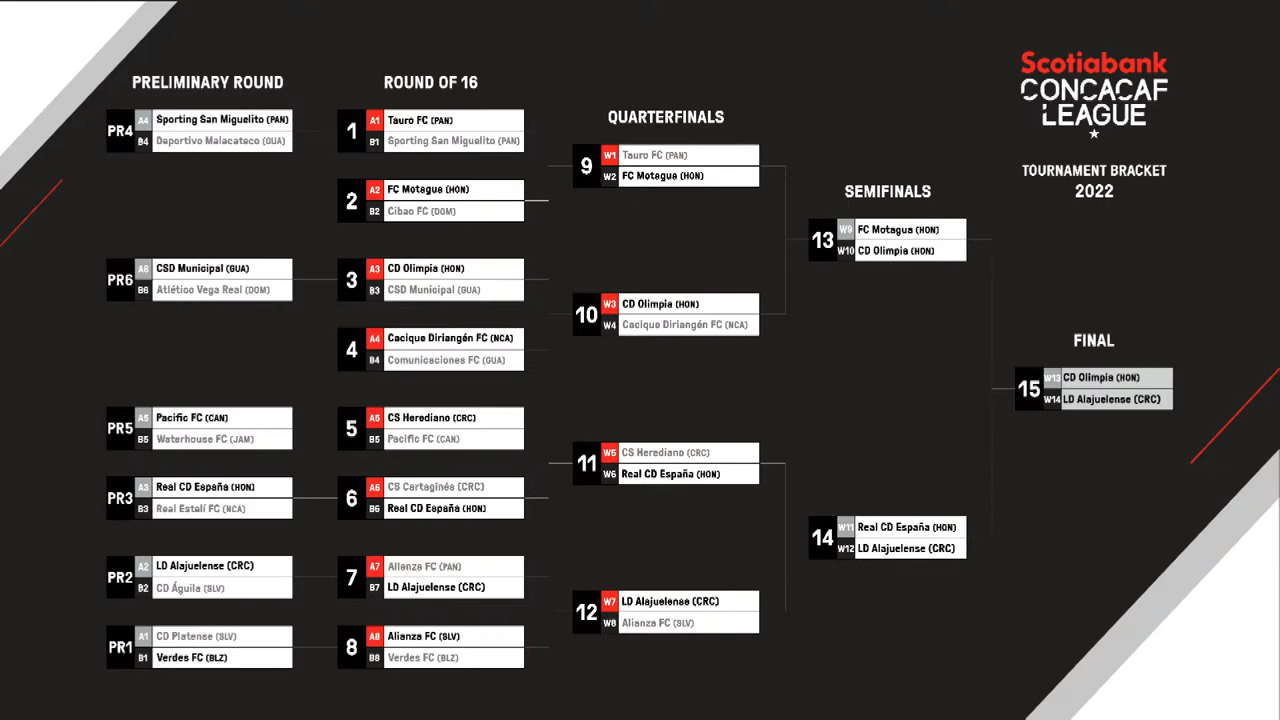 Scotiabank
CONCACAF
LEAGUE
TOURNAMENT BRACKET
2022
PRELIMINARY ROUND
PR4
A4 Sporting San Miguelito (PAN)
B4 Deportivo Malacateco (GUA)
PR6
A6 CSD Municipal (GUA)
B6 Atlético Vega Real (DOM)
PR5
A5 Pacific FC (CAN)
B5 Waterhouse FC (JAM)
PR3
A3 Real CD España (HON)
B3 Real Estelí FC (NCA)
PR2
A2 LD Alajuelense (CRC)
B2 CD Águila (SLV)
PR1
A1 CD Platense (SLV)
B1 Verdes FC (BLZ)
ROUND OF 16
1
A1 Tauro FC (PAN)
B1 Sporting San Miguelito (PAN)
2
A2 FC Motagua (HON)
B2 Cibao FC (DOM)
3
A3 CD Olimpia (HON)
B3 CSD Municipal (GUA)
4
A4 Cacique Diriangén FC (NCA)
B4 Comunicaciones FC (GUA)
5
A5 CS Herediano (CRC)
B5 Pacific FC (CAN)
6
A6 CS Cartaginés (CRC)
B6 Real CD España (HON)
7
A7 Alianza FC (PAN)
B7 LD Alajuelense (CRC)
8
A8 Alianza FC (SLV)
B8 Verdes FC (BLZ)
QUARTERFINALS
9
W1 Tauro FC (PAN)
W2 FC Motagua (HON)
10
W3 CD Olimpia (HON)
W4 Cacique Diriangén FC (NCA)
11
W5 CS Herediano (CRC)
W6 Real CD España (HON)
12
W7 LD Alajuelense (CRC)
W8 Alianza FC (SLV)
SEMIFINALS
13
W9 FC Motagua (HON)
W10 CD Olimpia (HON)
14
W11 Real CD España (HON)
W12 LD Alajuelense (CRC)
FINAL
15
W13 CD Olimpia (HON)
W14 LD Alajuelense (CRC)